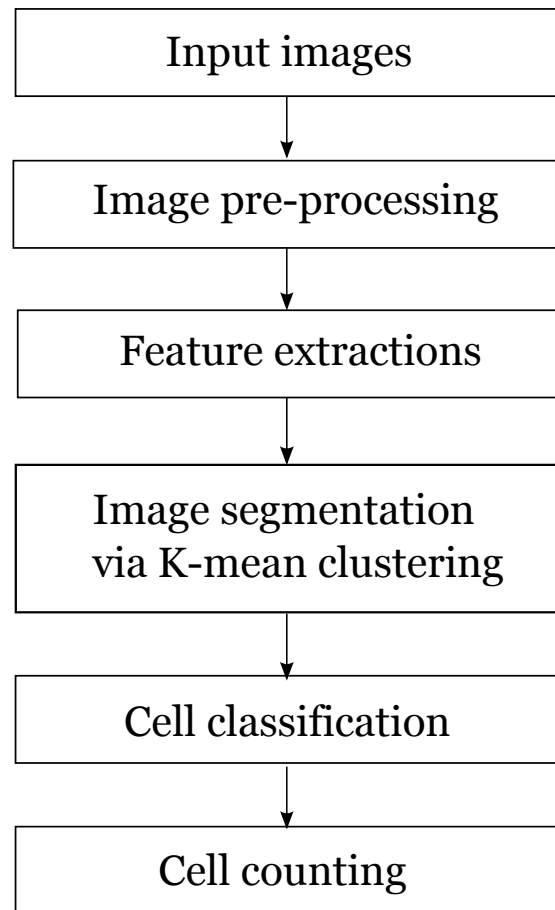 Input images
Image pre-processing
Feature extractions
Image segmentation
via K-mean clustering
Cell classification
Cell counting